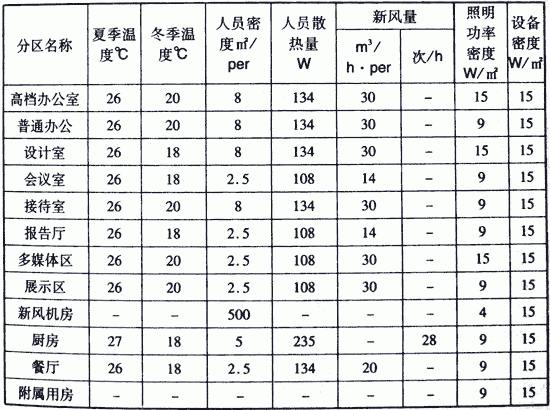 分区名称 夏季温度℃ 冬季温度℃ 人员密度㎡/per 人员散热量W 新风量 m³/h·per 次/h 照明功率密度W/㎡ 设备密度W/㎡
高档办公室 26 20 8 134 30 - 15 15
普通办公 26 20 8 134 30 - 9 15
设计室 26 18 8 134 30 - 15 15
会议室 26 18 2.5 108 14 - 9 15
接待室 26 20 8 134 30 - 9 15
报告厅 26 18 2.5 108 14 - 9 15
多媒体区 26 20 2.5 108 30 - 15 15
展示区 26 20 2.5 108 30 - 9 15
新风机房 - - 500 - - - 4 15
厨房 27 18 5 235 - 28 9 15
餐厅 26 18 2.5 134 20 - 9 15
附属用房 - - - - - - 9 15